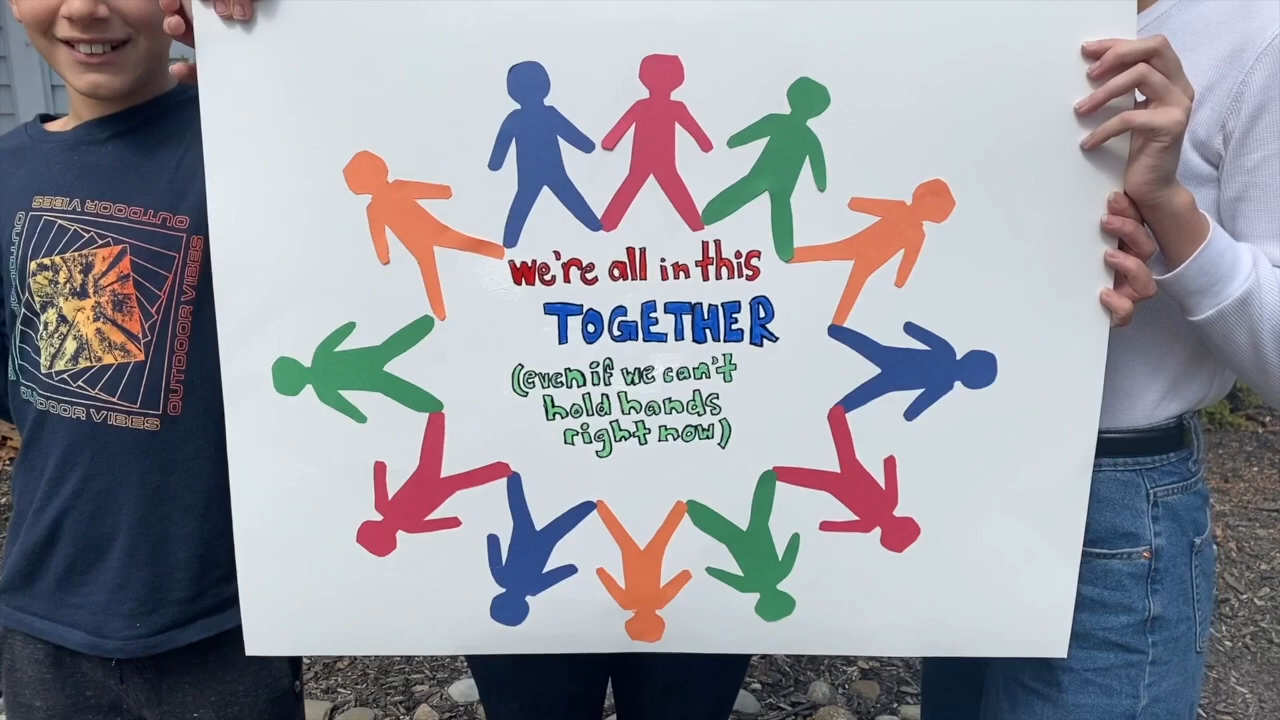 we're all in this
TOGETHER
(even if we can't
hold hands
right now)
OUTDOOR VIBES
OUTDOOR VIBES
OUTDOOR VIBES